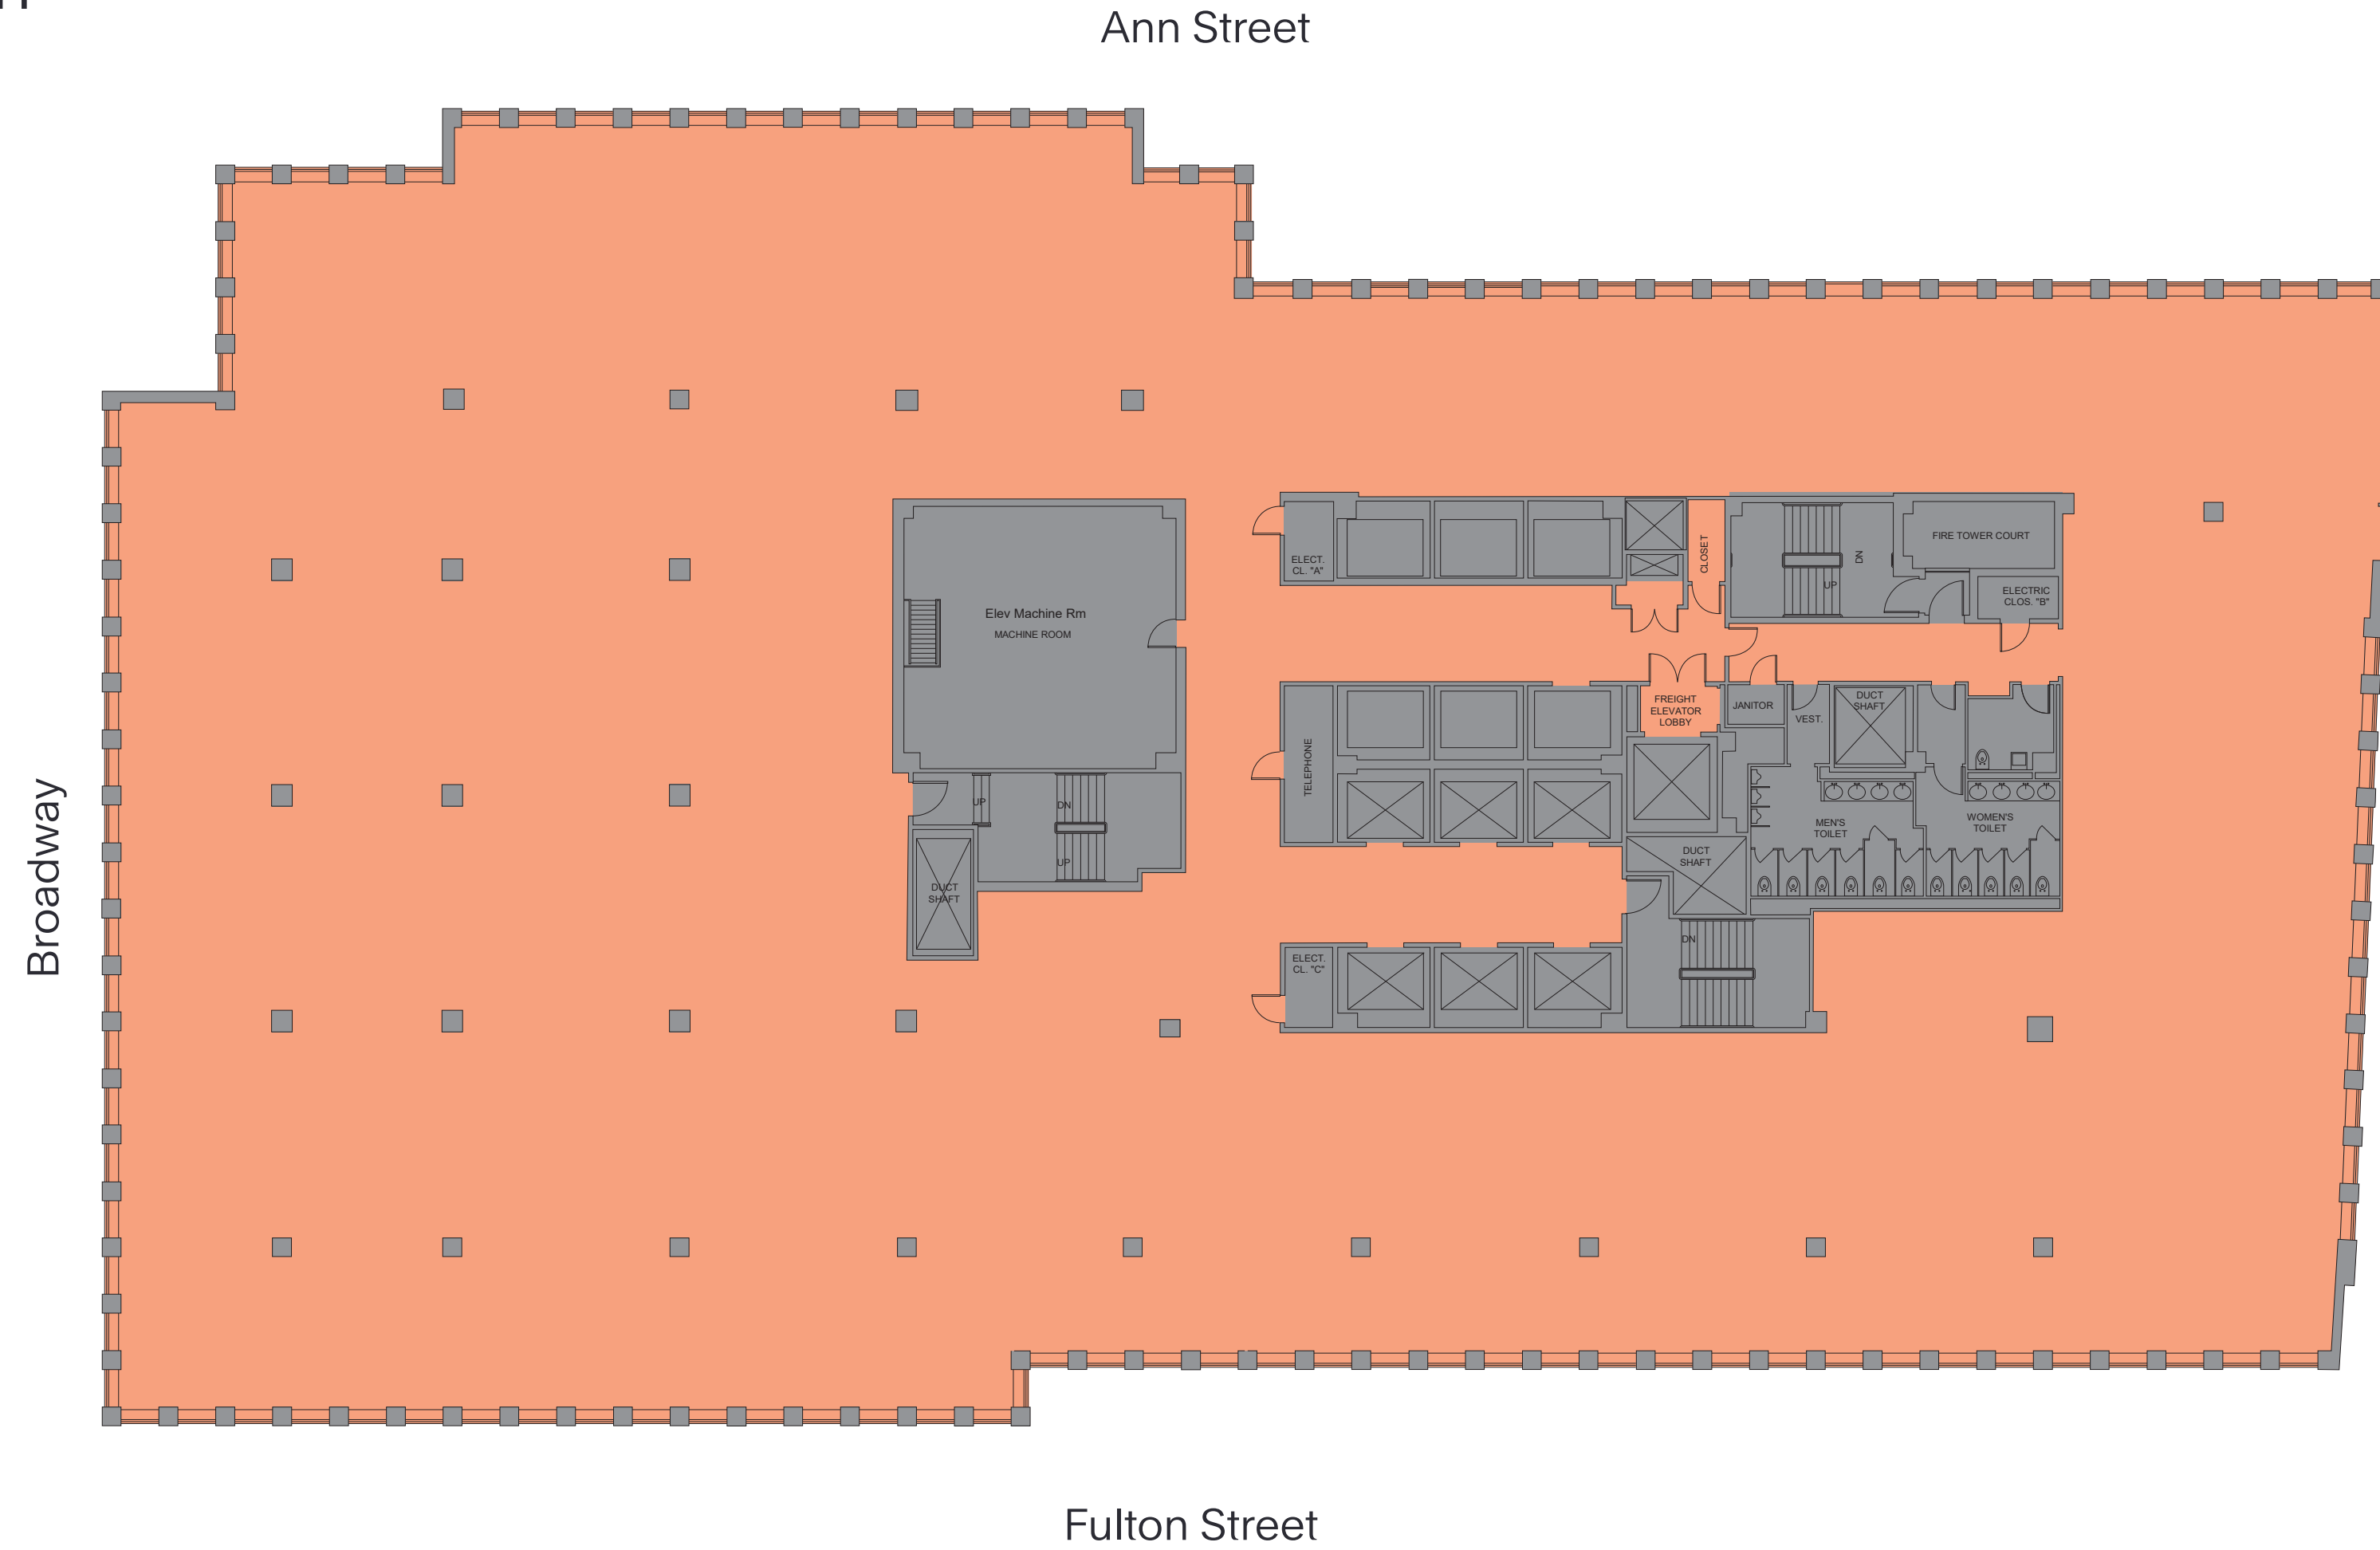 Ann Street
Broadway
Elev Machine Rm
MACHINE ROOM
UP
DN
UP
DUCT
SHAFT
ELECT.
CL. "A"
CLOSET
DN
UP
FIRE TOWER COURT
ELECTRIC
CLOS. "B"
TELEPHONE
FREIGHT
ELEVATOR
LOBBY
JANITOR
VEST.
DUCT
SHAFT
MEN'S
TOILET
WOMEN'S
TOILET
DUCT
SHAFT
DN
ELECT.
CL. "C"
Fulton Street